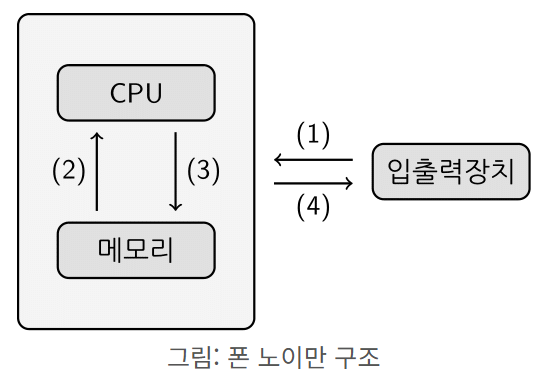 CPU
(1)
(2)
(3)
입출력장치
(4)
메모리
그림: 폰 노이만 구조